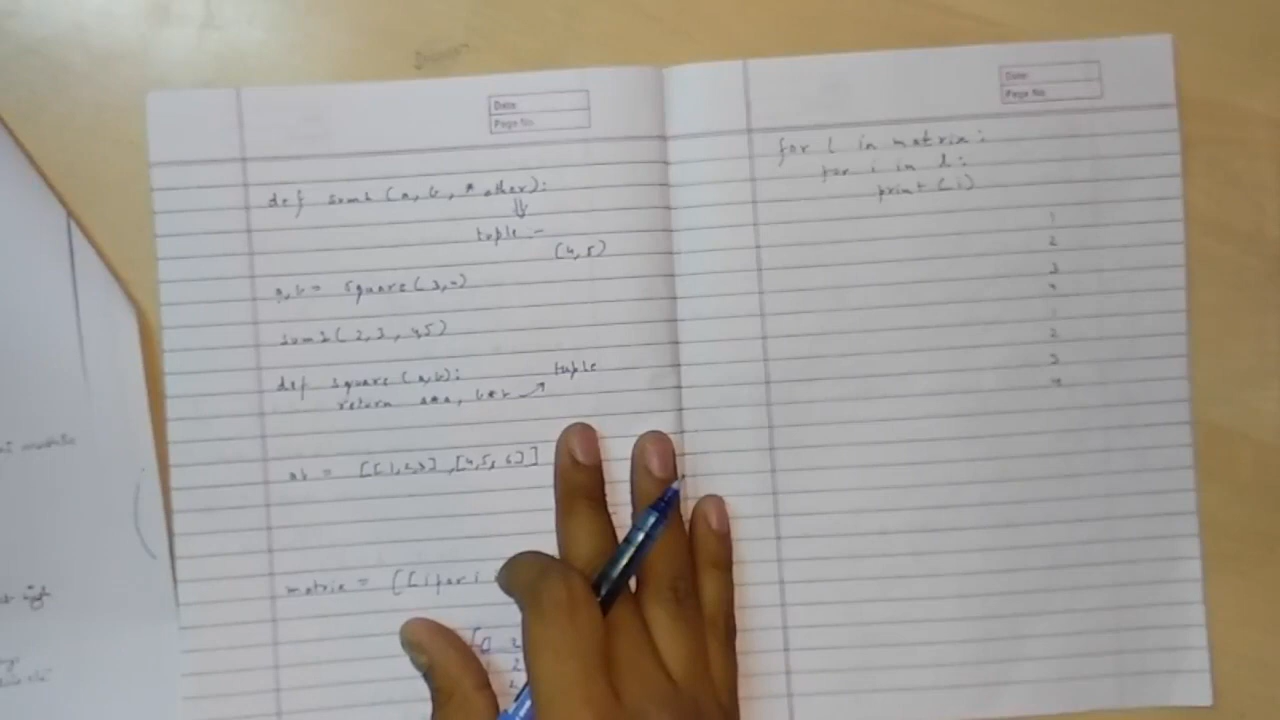 Date
Page No.
def sum1(a, b, * other):
⇓
tuple -
(4,5)
a,b = square(3,
sum1(2,3, 4,5)
def square(a,b):
return a*a, b*b → tuple
ab = [[1,2,3],[4,5,6]]
matrix = [[i for i
Date
Page No.
for l in matrix:
for i in l:
print(i)
1
2
3
4
1
2
3
4